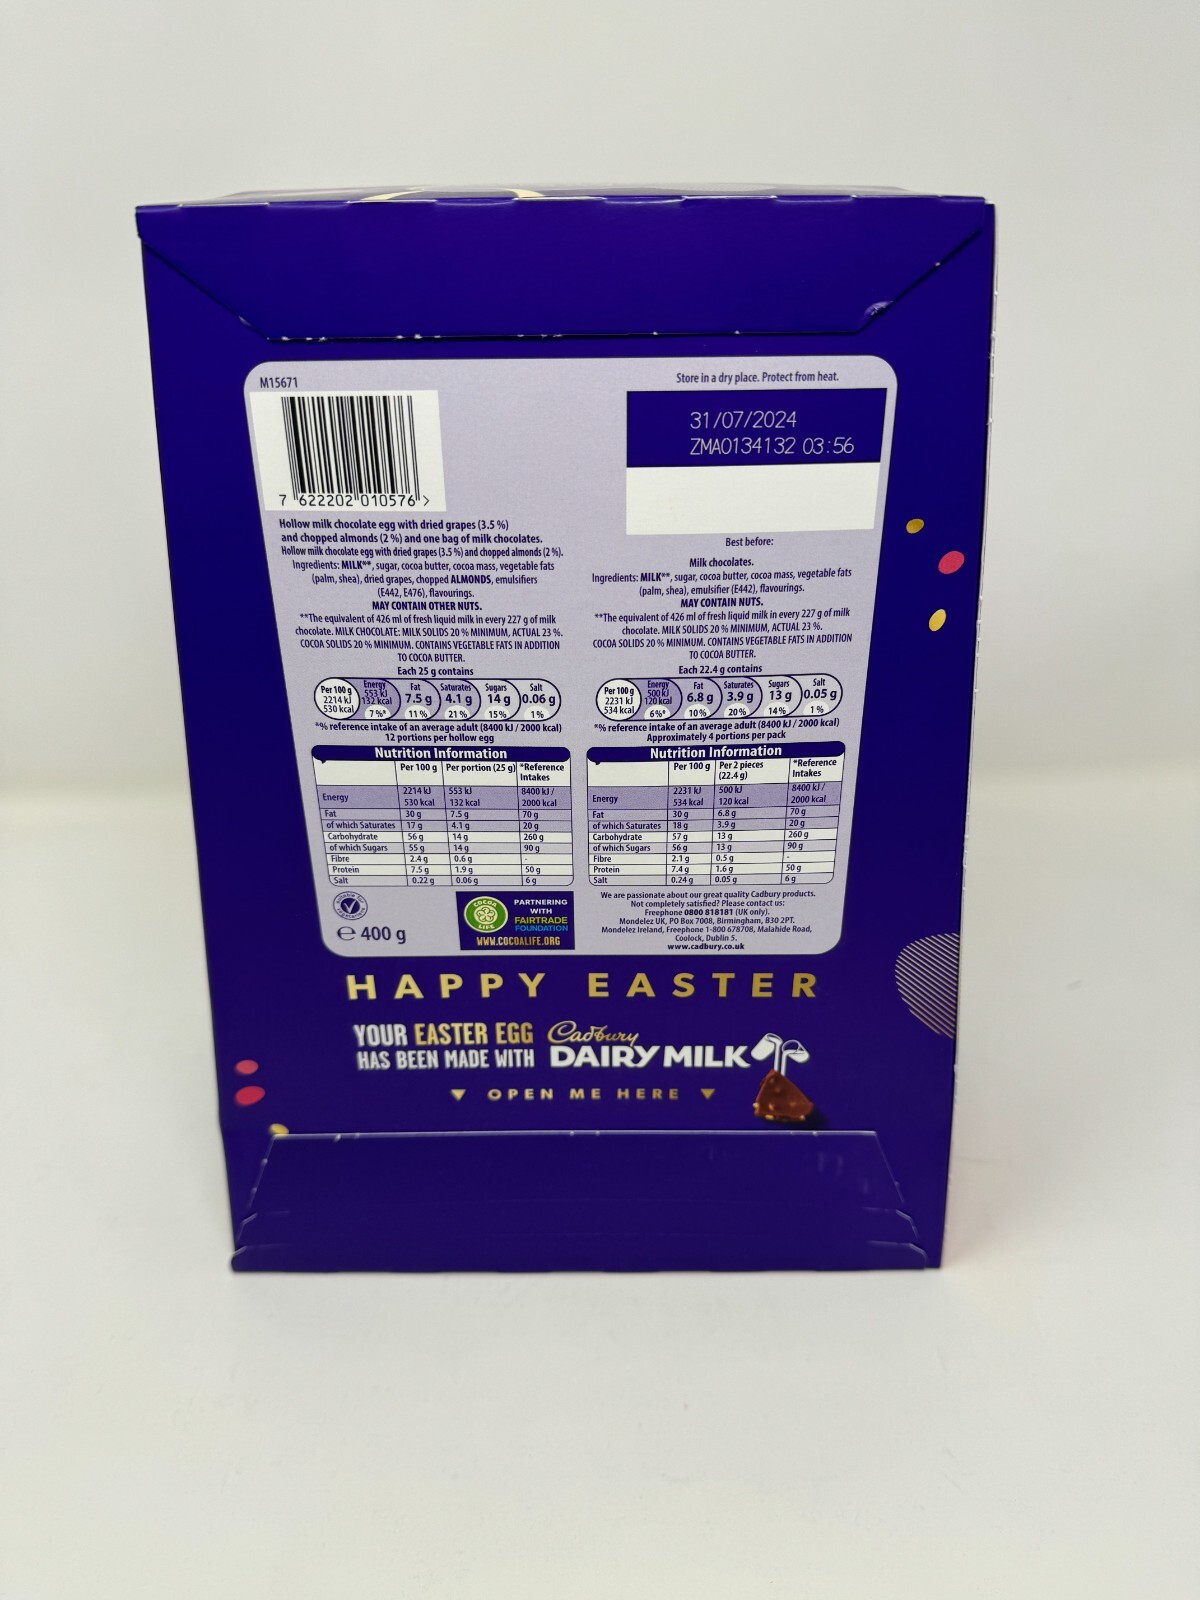 M15671
7 622202 010576 >
Hollow milk chocolate egg with dried grapes (3.5 %)
and chopped almonds (2 %) and one bag of milk chocolates.
Hollow milk chocolate egg with dried grapes (3.5 %) and chopped almonds (2 %).
Ingredients: MILK**, sugar, cocoa butter, cocoa mass, vegetable fats
(palm, shea), dried grapes, chopped ALMONDS, emulsifiers
(E442, E476), flavourings.
MAY CONTAIN OTHER NUTS.
**The equivalent of 426 ml of fresh liquid milk in every 227 g of milk
chocolate. MILK CHOCOLATE: MILK SOLIDS 20 % MINIMUM, ACTUAL 23 %.
COCOA SOLIDS 20 % MINIMUM. CONTAINS VEGETABLE FATS IN ADDITION
TO COCOA BUTTER.
Each 25 g contains
Per 100 g 2214 kJ 530 kcal
Energy 553 kJ 132 kcal 7 %*
Fat 7.5 g 11 %
Saturates 4.1 g 21 %
Sugars 14 g 15 %
Salt 0.06 g 1 %
*% reference intake of an average adult (8400 kJ / 2000 kcal)
12 portions per hollow egg
Nutrition Information
Per 100 g Per portion (25 g) *Reference Intakes
Energy 2214 kJ 553 kJ 8400 kJ /
530 kcal 132 kcal 2000 kcal
Fat 30 g 7.5 g 70 g
of which Saturates 17 g 4.1 g 20 g
Carbohydrate 56 g 14 g 260 g
of which Sugars 55 g 14 g 90 g
Fibre 2.4 g 0.6 g -
Protein 7.5 g 1.9 g 50 g
Salt 0.22 g 0.06 g 6 g
e 400 g
COCOA LIFE
PARTNERING
WITH
FAIRTRADE
FOUNDATION
WWW.COCOALIFE.ORG
Store in a dry place. Protect from heat.
31/07/2024
ZMA0134132 03:56
Best before:
Milk chocolates.
Ingredients: MILK**, sugar, cocoa butter, cocoa mass, vegetable fats
(palm, shea), emulsifier (E442), flavourings.
MAY CONTAIN NUTS.
**The equivalent of 426 ml of fresh liquid milk in every 227 g of milk
chocolate. MILK SOLIDS 20 % MINIMUM, ACTUAL 23 %.
COCOA SOLIDS 20 % MINIMUM. CONTAINS VEGETABLE FATS IN ADDITION
TO COCOA BUTTER.
Each 22.4 g contains
Per 100 g 2231 kJ 534 kcal
Energy 500 kJ 120 kcal 6 %*
Fat 6.8 g 10 %
Saturates 3.9 g 20 %
Sugars 13 g 14 %
Salt 0.05 g 1 %
*% reference intake of an average adult (8400 kJ / 2000 kcal)
Approximately 4 portions per pack
Nutrition Information
Per 100 g Per 2 pieces (22.4 g) *Reference Intakes
Energy 2231 kJ 500 kJ 8400 kJ /
534 kcal 120 kcal 2000 kcal
Fat 30 g 6.8 g 70 g
of which Saturates 18 g 3.9 g 20 g
Carbohydrate 57 g 13 g 260 g
of which Sugars 56 g 13 g 90 g
Fibre 2.1 g 0.5 g -
Protein 7.4 g 1.6 g 50 g
Salt 0.24 g 0.05 g 6 g
We are passionate about our great quality Cadbury products.
Not completely satisfied? Please contact us:
Freephone 0800 818181 (UK only).
Mondelez UK, PO Box 7008, Birmingham, B30 2PT.
Mondelez Ireland, Freephone 1-800 678708, Malahide Road,
Coolock, Dublin 5.
www.cadbury.co.uk
HAPPY EASTER
YOUR EASTER EGG
HAS BEEN MADE WITH
Cadbury
DAIRY MILK
OPEN ME HERE